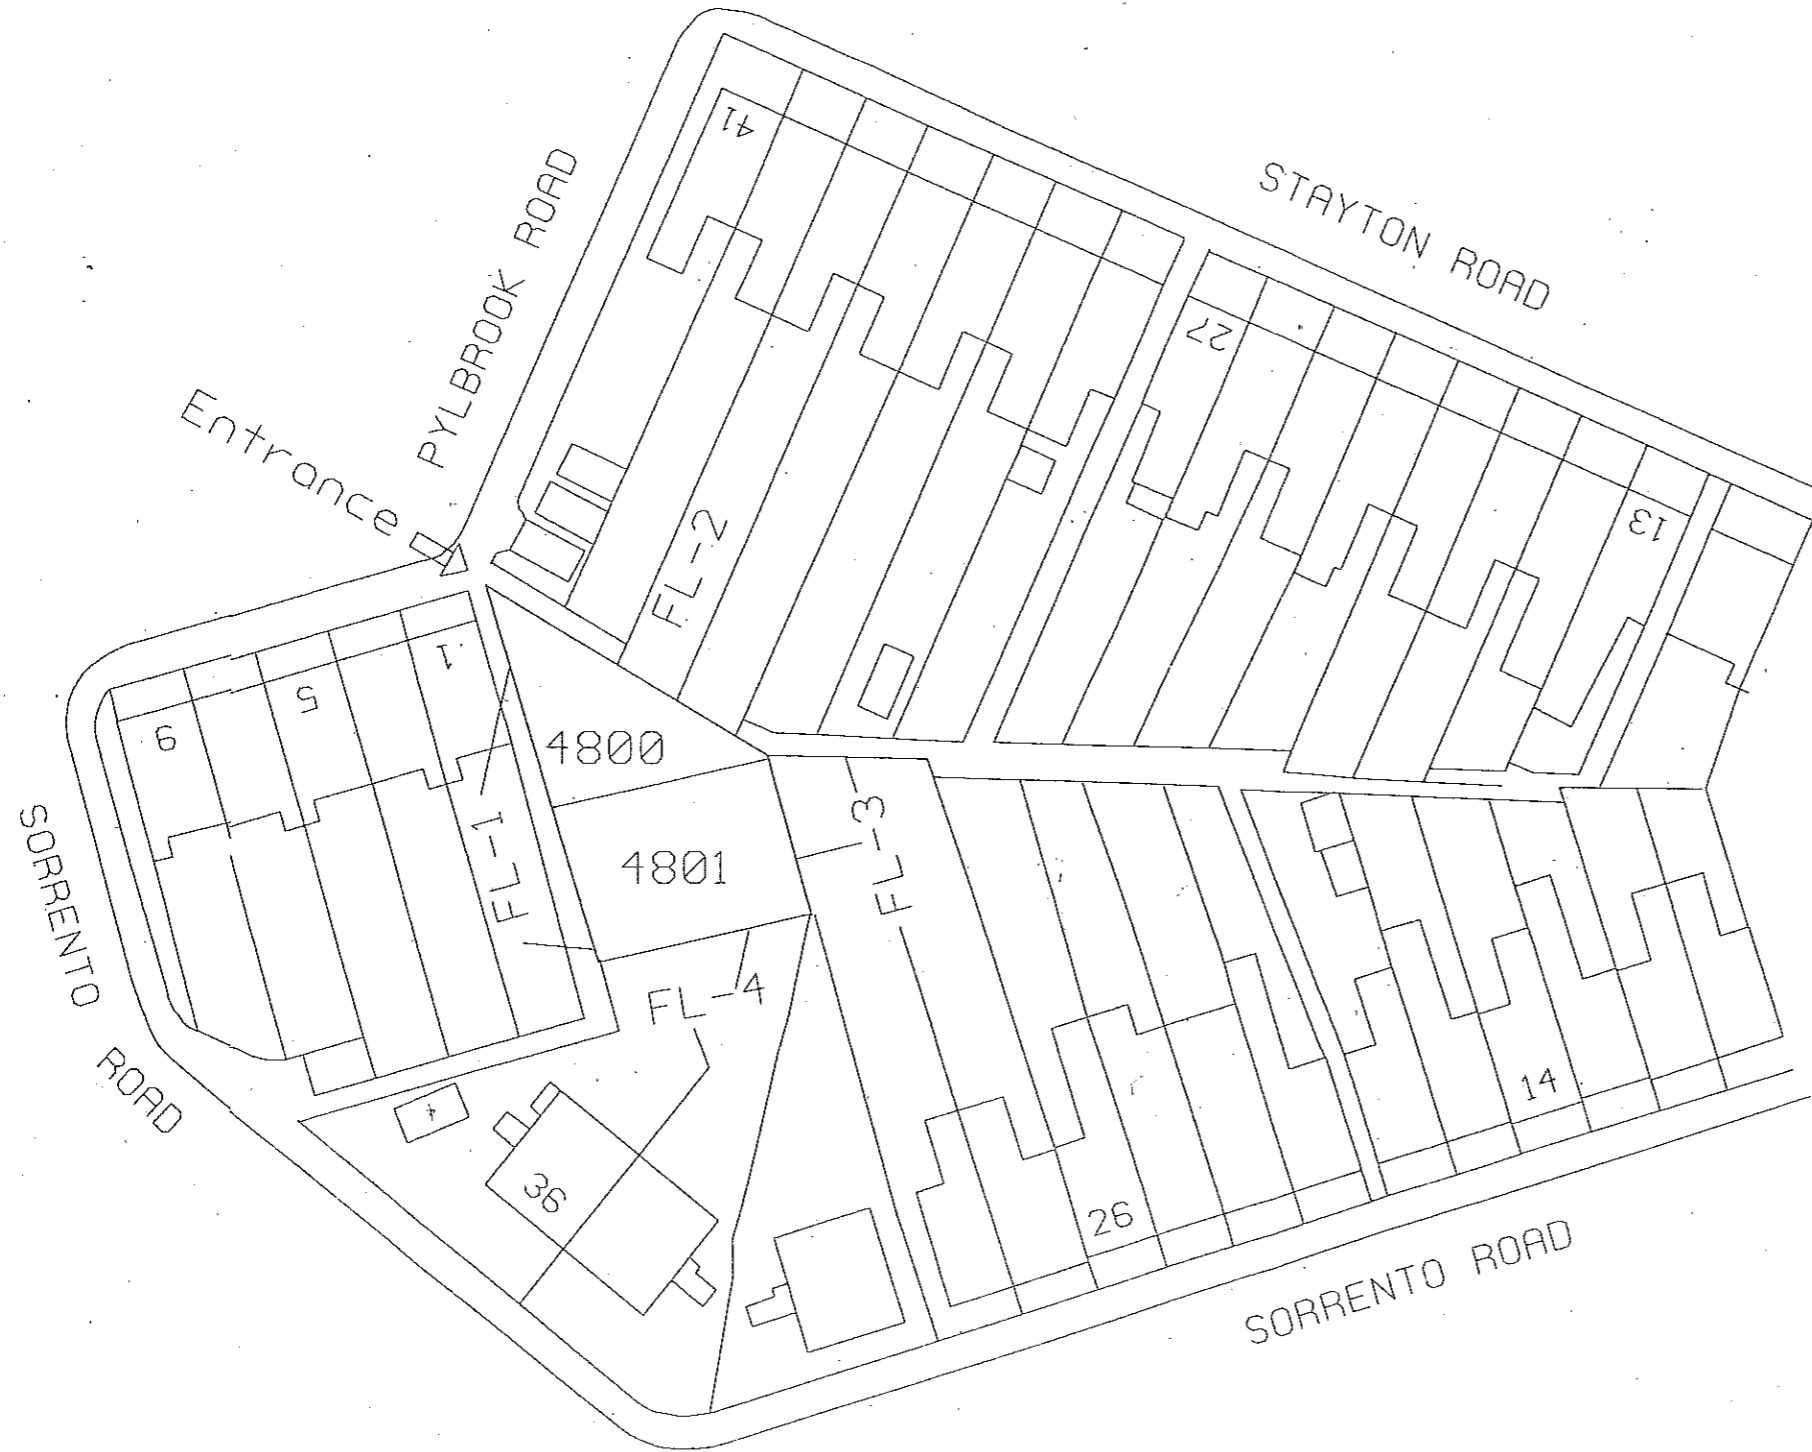 41
STAYTON ROAD
PYLBROOK ROAD
27
Entrance
13
FL-2
1
5
9
4800
4801
FL-1
FL-3
FL-4
SORRENTO ROAD
4
36
14
26
SORRENTO ROAD